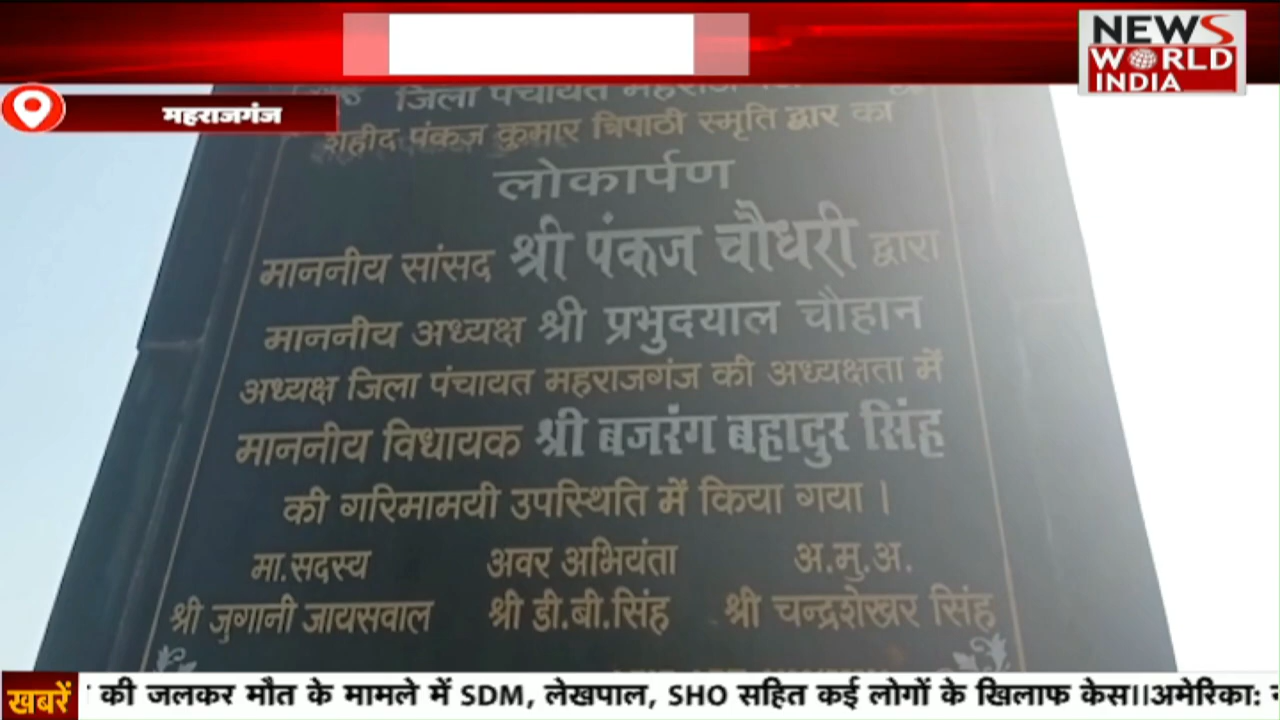 NEWS
WORLD
INDIA
महराजगंज
जिला पंचायत
शहीद पंकज कुमार त्रिपाठी स्मृति द्वार का
लोकार्पण
माननीय सांसद श्री पंकज चौधरी द्वारा
माननीय अध्यक्ष श्री प्रभुदयाल चौहान
अध्यक्ष जिला पंचायत महराजगंज की अध्यक्षता में
माननीय विधायक श्री बजरंग बहादुर सिंह
की गरिमामयी उपस्थिति में किया गया ।
मा.सदस्य अवर अभियंता अ.मु.अ.
श्री जुगानी जायसवाल श्री डी.बी.सिंह श्री चन्द्रशेखर सिंह
खबरें की जलकर मौत के मामले में SDM, लेखपाल, SHO सहित कई लोगों के खिलाफ केस।।अमेरिका: